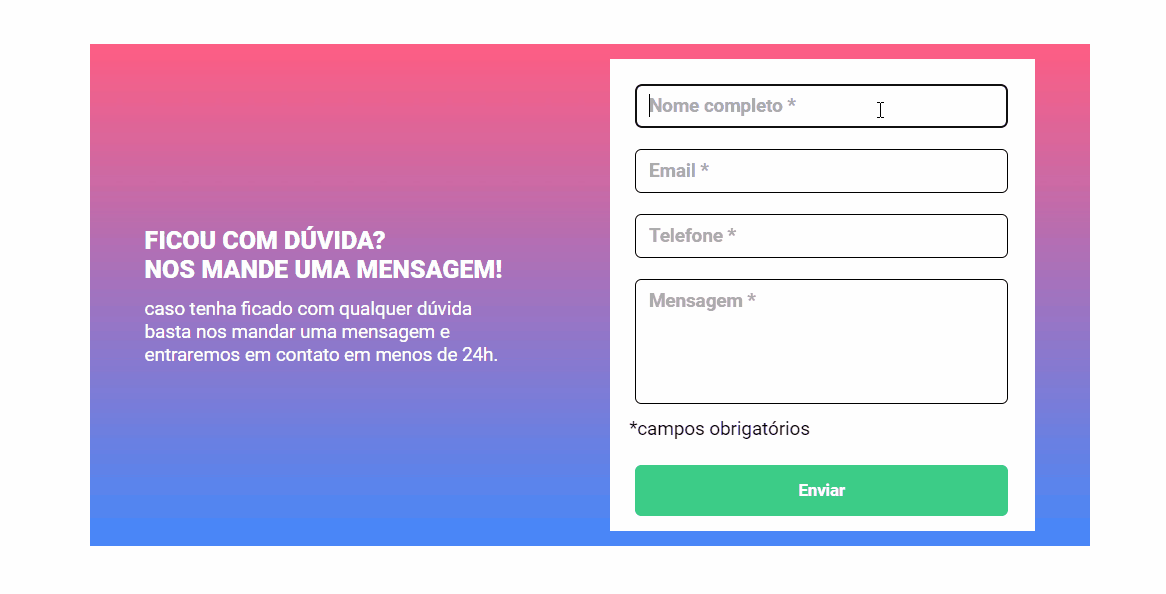 FICOU COM DÚVIDA?
NOS MANDE UMA MENSAGEM!
caso tenha ficado com qualquer dúvida
basta nos mandar uma mensagem e
entraremos em contato em menos de 24h.
Nome completo *
Email *
Telefone *
Mensagem *
*campos obrigatórios
Enviar